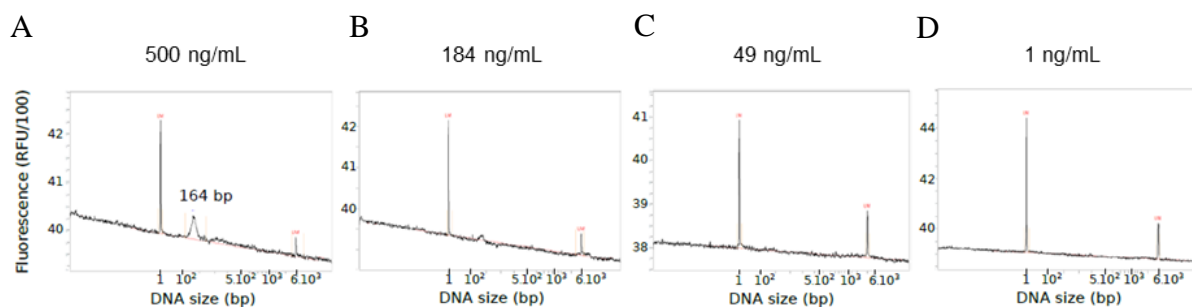 A
500 ng/mL
Fluorescence (RFU/100)
42
41
40
164 bp
1 10² 5·10² 10³ 6·10³
DNA size (bp)
B
184 ng/mL
42
41
40
39
1 10² 5·10² 10³ 6·10³
DNA size (bp)
C
49 ng/mL
41
40
39
38
1 10² 5·10² 10³ 6·10³
DNA size (bp)
D
1 ng/mL
44
42
40
1 10² 5·10² 10³ 6·10³
DNA size (bp)